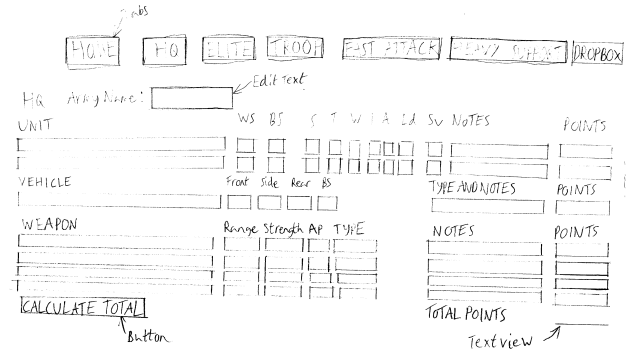 Tabs
HOME HQ ELITE TROOP FAST ATTACK HEAVY SUPPORT DROPBOX
Edit Text
HQ Army Name:
UNIT WS BS S T W I A Ld Sv NOTES POINTS
VEHICLE Front Side Rear BS TYPE AND NOTES POINTS
WEAPON Range Strength Ap TYPE NOTES POINTS
CALCULATE TOTAL TOTAL POINTS
Button Textview